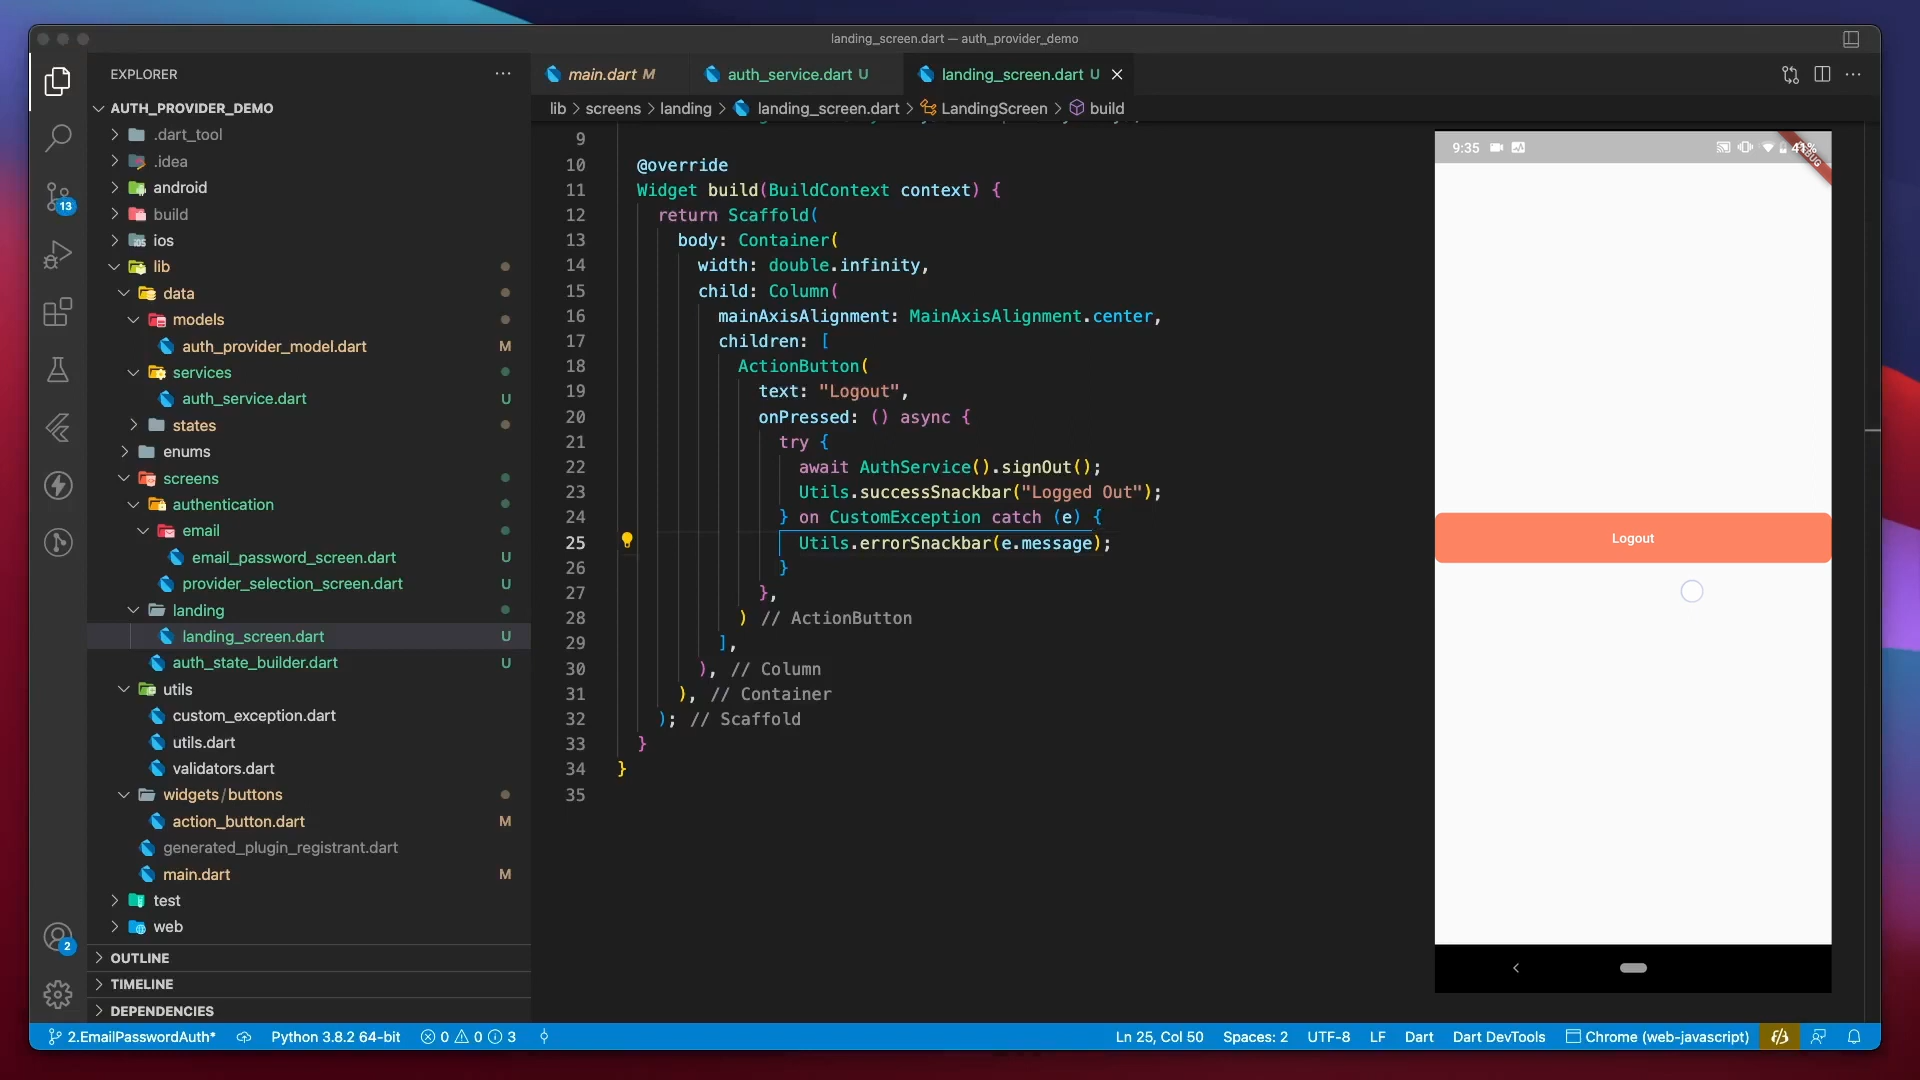 landing_screen.dart — auth_provider_demo
EXPLORER
main.dart M
auth_service.dart U
landing_screen.dart U
lib > screens > landing > landing_screen.dart > LandingScreen > build
AUTH_PROVIDER_DEMO
.dart_tool
.idea
android
build
ios
lib
data
models
auth_provider_model.dart M
services
auth_service.dart U
states
enums
screens
authentication
email
email_password_screen.dart U
provider_selection_screen.dart U
landing
landing_screen.dart U
auth_state_builder.dart U
utils
custom_exception.dart
utils.dart
validators.dart
widgets/buttons
action_button.dart M
generated_plugin_registrant.dart
main.dart M
test
web
OUTLINE
TIMELINE
DEPENDENCIES
13
2
9
10 @override
11 Widget build(BuildContext context) {
12 return Scaffold(
13 body: Container(
14 width: double.infinity,
15 child: Column(
16 mainAxisAlignment: MainAxisAlignment.center,
17 children: [
18 ActionButton(
19 text: "Logout",
20 onPressed: () async {
21 try {
22 await AuthService().signOut();
23 Utils.successSnackbar("Logged Out");
24 } on CustomException catch (e) {
25 Utils.errorSnackbar(e.message);
26 }
27 },
28 ) // ActionButton
29 ],
30 ), // Column
31 ), // Container
32 ); // Scaffold
33 }
34 }
35
9:35
41%
Logout
2.EmailPasswordAuth*
Python 3.8.2 64-bit
0 0 3
Ln 25, Col 50
Spaces: 2
UTF-8
LF
Dart
Dart DevTools
Chrome (web-javascript)